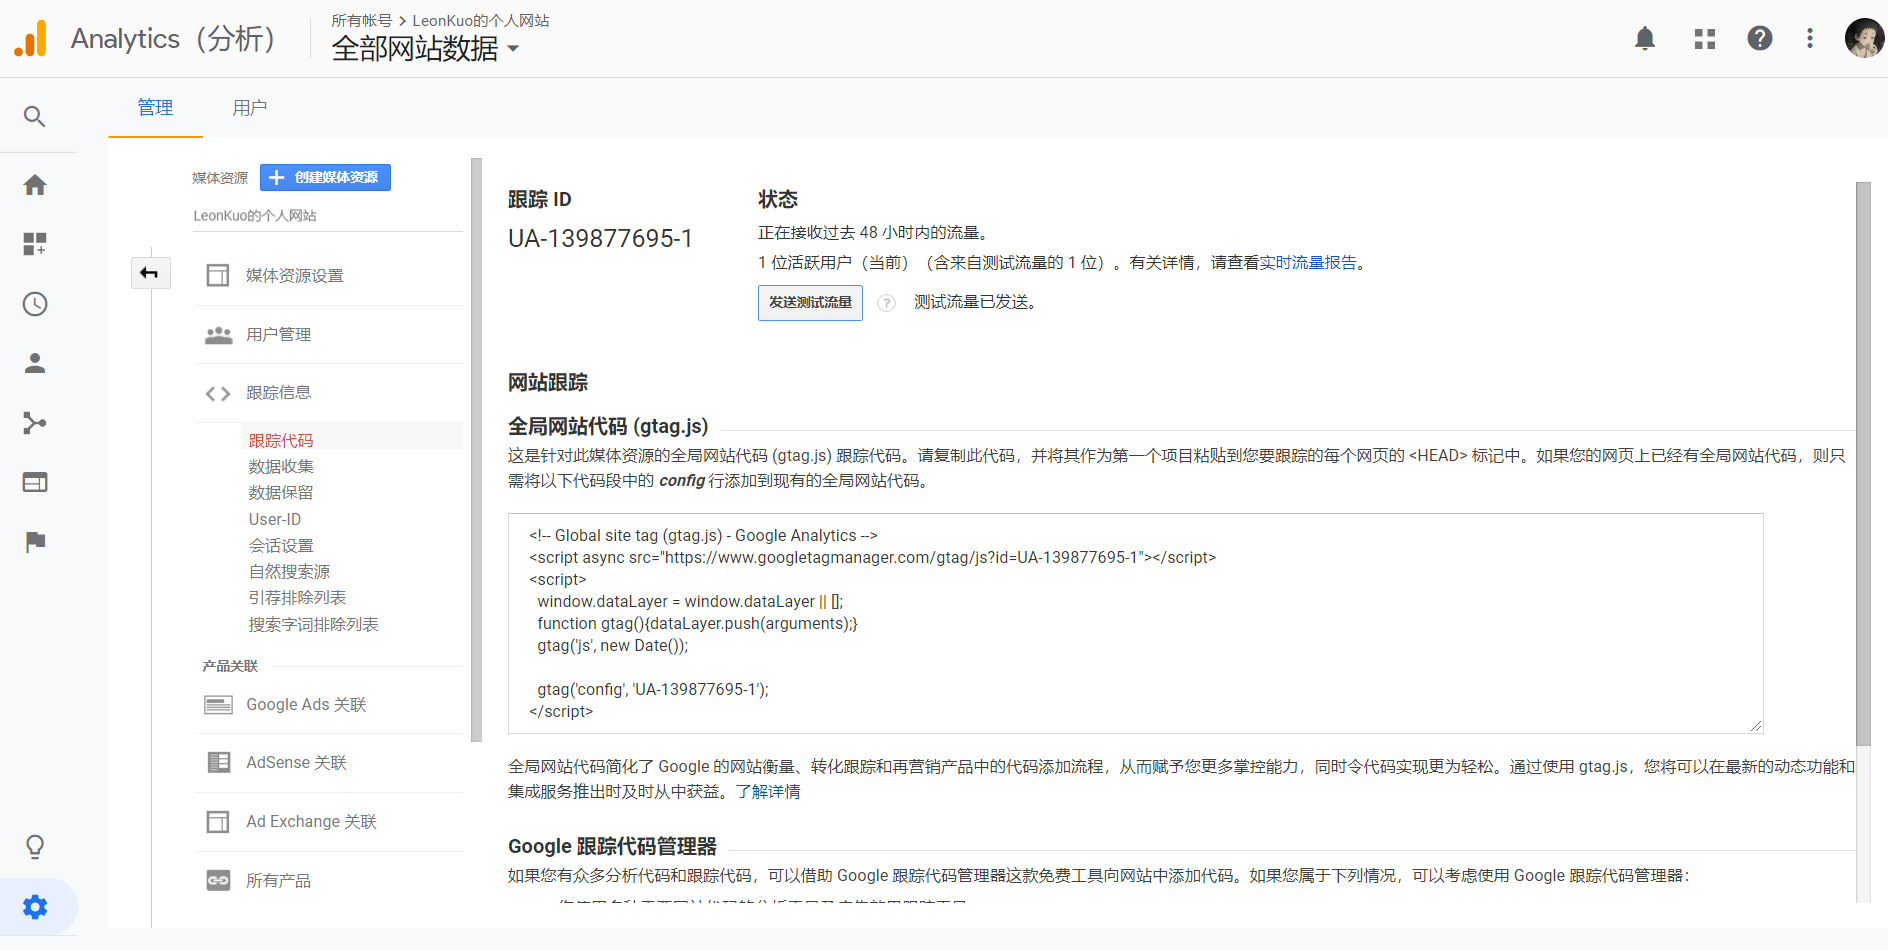 Analytics（分析）
所有帐号 > LeonKuo的个人网站
全部网站数据
管理
用户
媒体资源
创建媒体资源
LeonKuo的个人网站
媒体资源设置
用户管理
跟踪信息
跟踪代码
数据收集
数据保留
User-ID
会话设置
自然搜索源
引荐排除列表
搜索字词排除列表
产品关联
Google Ads 关联
AdSense 关联
Ad Exchange 关联
所有产品
跟踪 ID
UA-139877695-1
状态
正在接收过去 48 小时内的流量。
1 位活跃用户（当前）（含来自测试流量的 1 位）。有关详情，请查看实时流量报告。
发送测试流量
?
测试流量已发送。
网站跟踪
全局网站代码 (gtag.js)
这是针对此媒体资源的全局网站代码 (gtag.js) 跟踪代码。请复制此代码，并将其作为第一个项目粘贴到您要跟踪的每个网页的 <HEAD> 标记中。如果您的网页上已经有全局网站代码，则只
需将以下代码段中的 config 行添加到现有的全局网站代码。
<!-- Global site tag (gtag.js) - Google Analytics -->
<script async src="https://www.googletagmanager.com/gtag/js?id=UA-139877695-1"></script>
<script>
window.dataLayer = window.dataLayer || [];
function gtag(){dataLayer.push(arguments);}
gtag('js', new Date());
gtag('config', 'UA-139877695-1');
</script>
全局网站代码简化了 Google 的网站衡量、转化跟踪和再营销产品中的代码添加流程，从而赋予您更多掌控能力，同时令代码实现更为轻松。通过使用 gtag.js，您将可以在最新的动态功能和
集成服务推出时及时从中获益。了解详情
Google 跟踪代码管理器
如果您有众多分析代码和跟踪代码，可以借助 Google 跟踪代码管理器这款免费工具向网站中添加代码。如果您属于下列情况，可以考虑使用 Google 跟踪代码管理器：